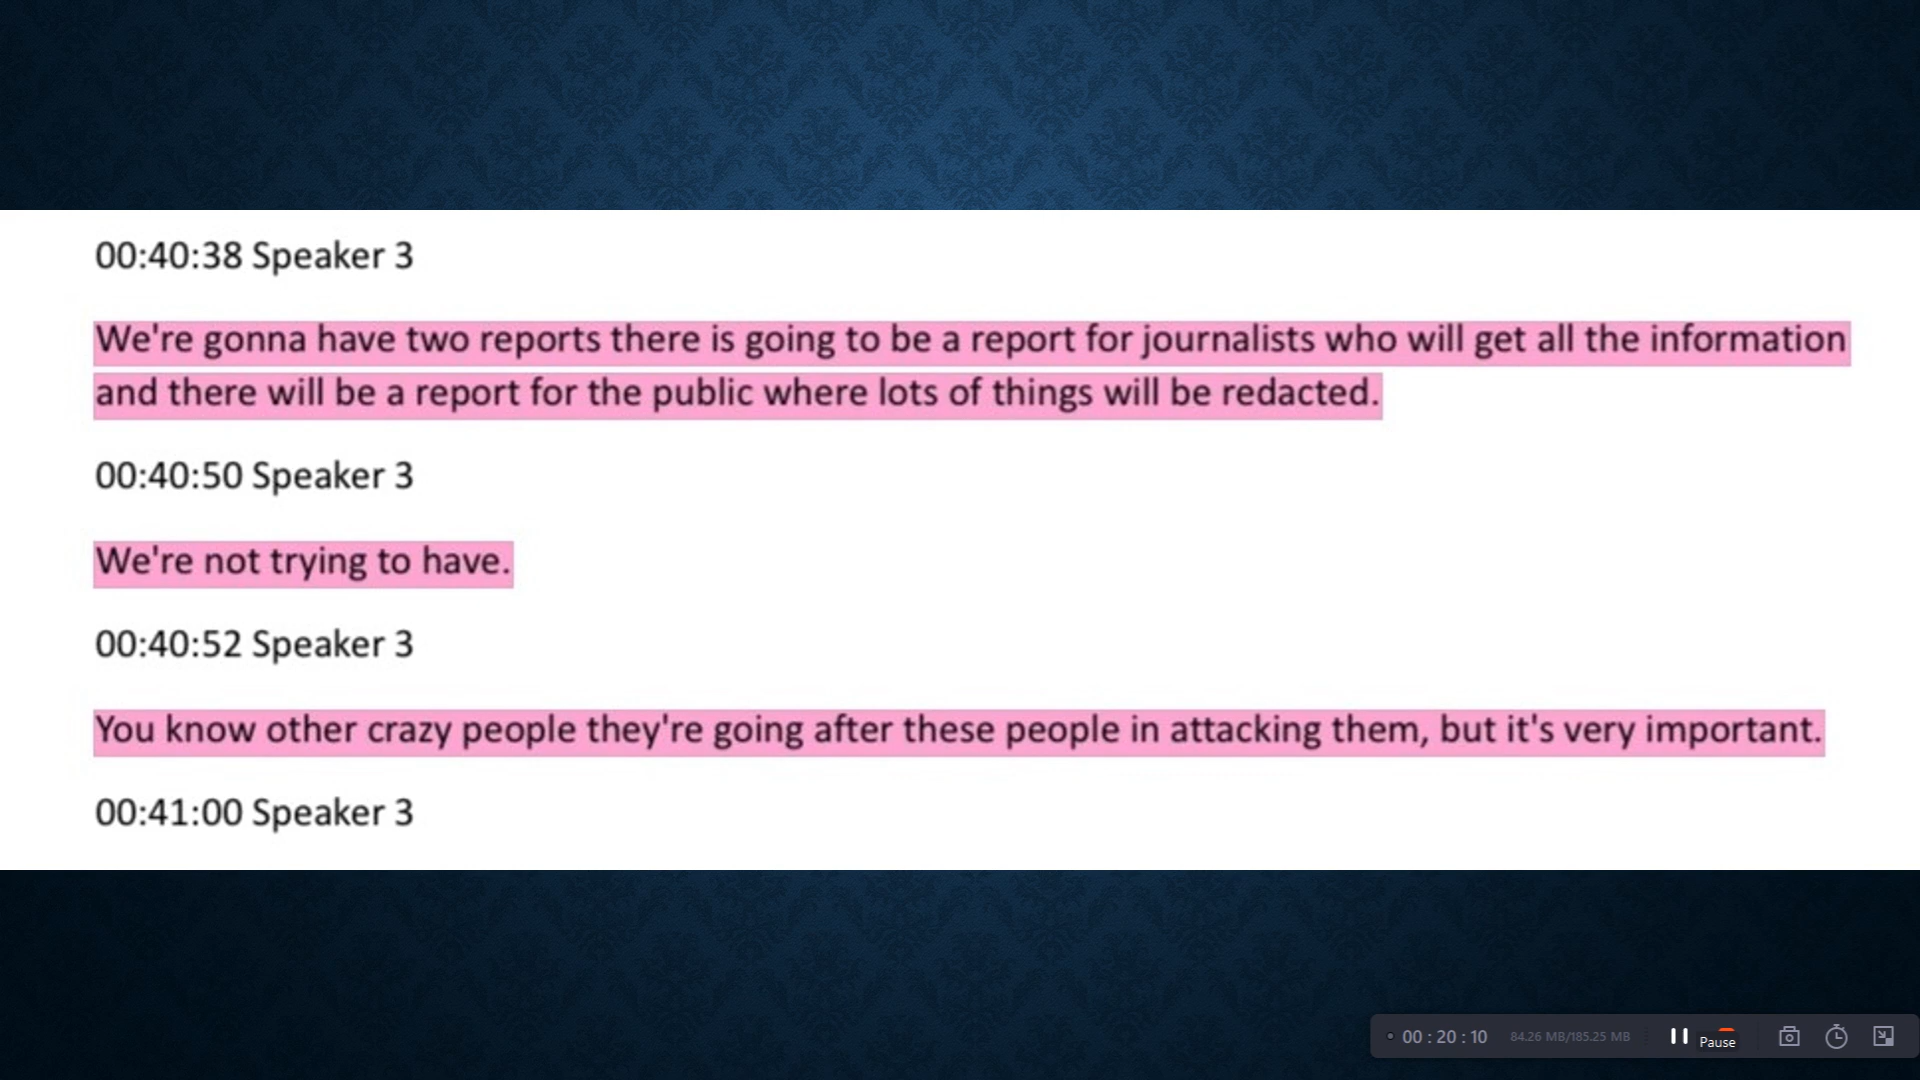 00:40:38 Speaker 3
We're gonna have two reports there is going to be a report for journalists who will get all the information
and there will be a report for the public where lots of things will be redacted.
00:40:50 Speaker 3
We're not trying to have.
00:40:52 Speaker 3
You know other crazy people they're going after these people in attacking them, but it's very important.
00:41:00 Speaker 3
00 : 20 : 10 84.26 MB/185.25 MB
Pause